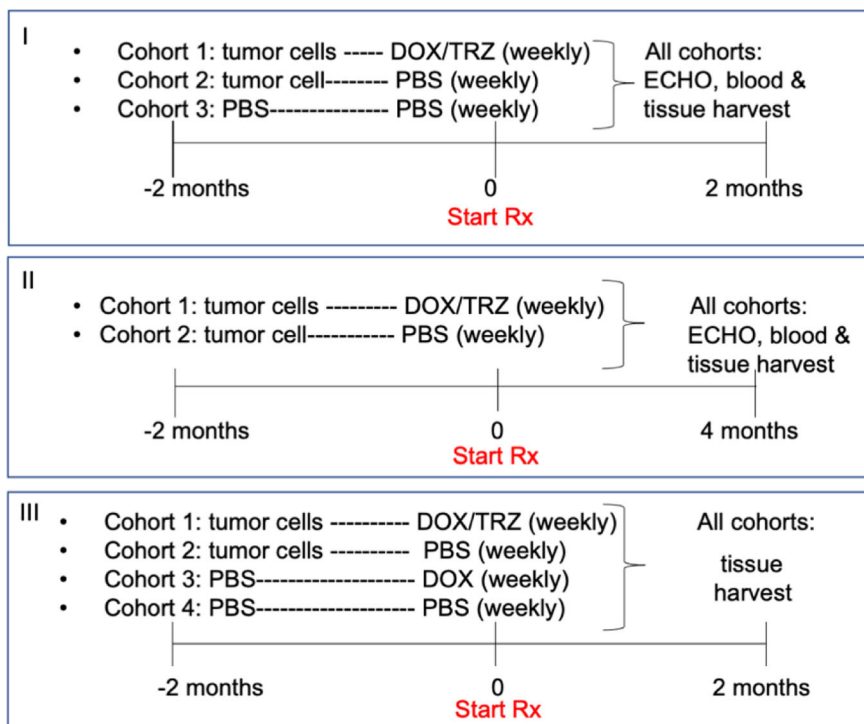 I
• Cohort 1: tumor cells ----- DOX/TRZ (weekly)
• Cohort 2: tumor cell-------- PBS (weekly)
• Cohort 3: PBS--------------- PBS (weekly)
All cohorts:
ECHO, blood &
tissue harvest
-2 months 0 2 months
Start Rx
II
• Cohort 1: tumor cells --------- DOX/TRZ (weekly)
• Cohort 2: tumor cell----------- PBS (weekly)
All cohorts:
ECHO, blood &
tissue harvest
-2 months 0 4 months
Start Rx
III
• Cohort 1: tumor cells ---------- DOX/TRZ (weekly)
• Cohort 2: tumor cells ---------- PBS (weekly)
• Cohort 3: PBS-------------------- DOX (weekly)
• Cohort 4: PBS-------------------- PBS (weekly)
All cohorts:
tissue
harvest
-2 months 0 2 months
Start Rx